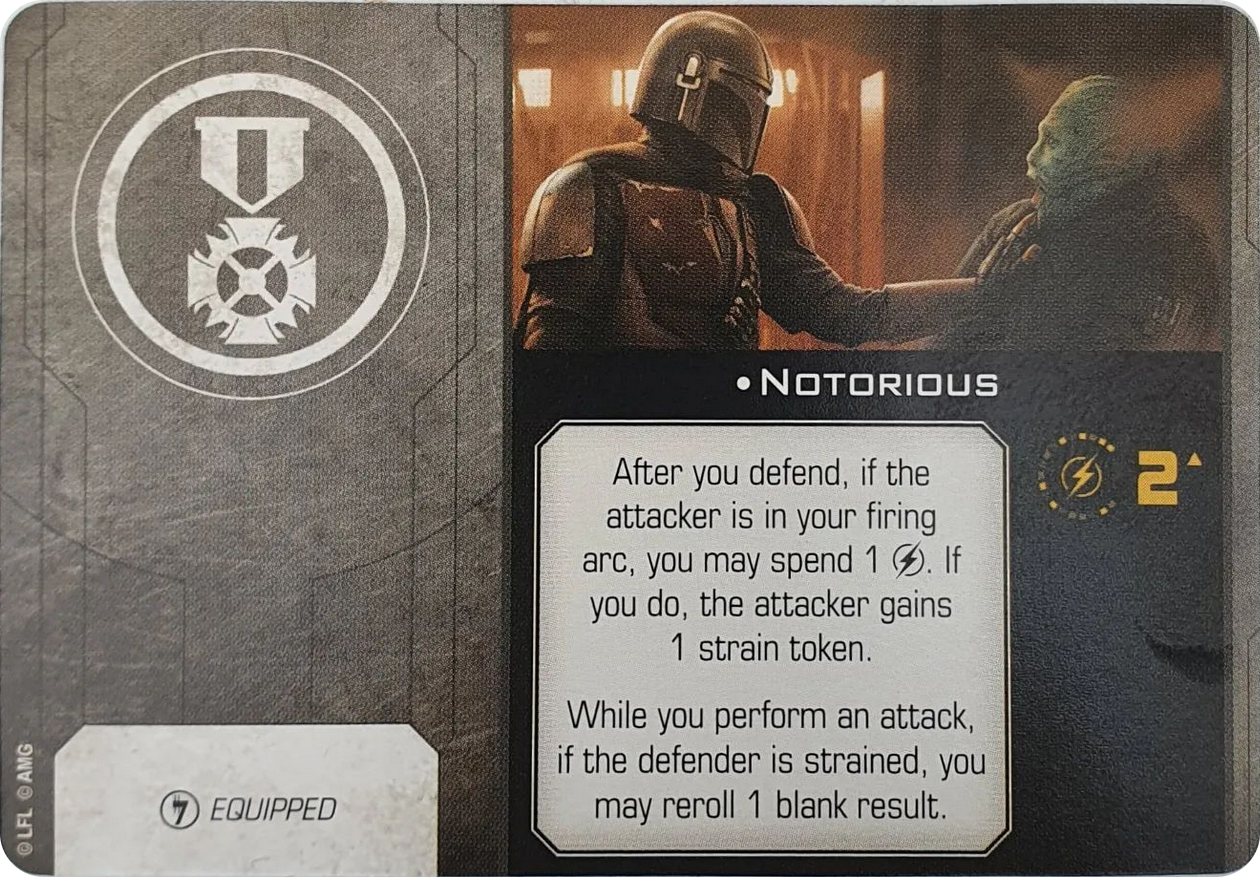 •NOTORIOUS
After you defend, if the
attacker is in your firing
arc, you may spend 1 . If
you do, the attacker gains
1 strain token.
While you perform an attack,
if the defender is strained, you
may reroll 1 blank result.
2
EQUIPPED
©LFL ©AMG